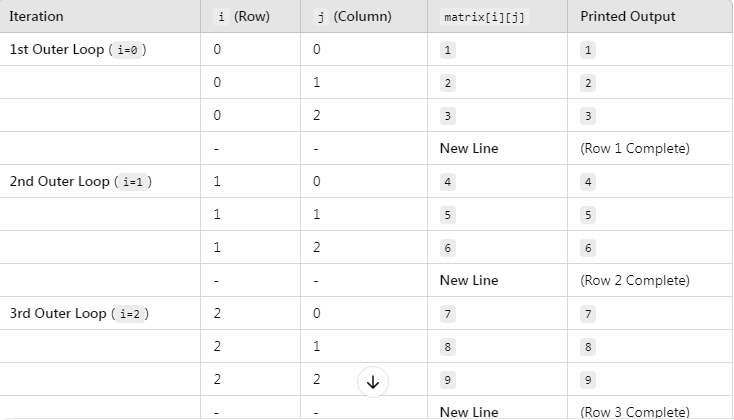 Iteration i (Row) j (Column) matrix[i][j] Printed Output
1st Outer Loop (i=0) 0 0 1 1
0 1 2 2
0 2 3 3
- - New Line (Row 1 Complete)
2nd Outer Loop (i=1) 1 0 4 4
1 1 5 5
1 2 6 6
- - New Line (Row 2 Complete)
3rd Outer Loop (i=2) 2 0 7 7
2 1 8 8
2 2 9 9
- - New Line (Row 3 Complete)